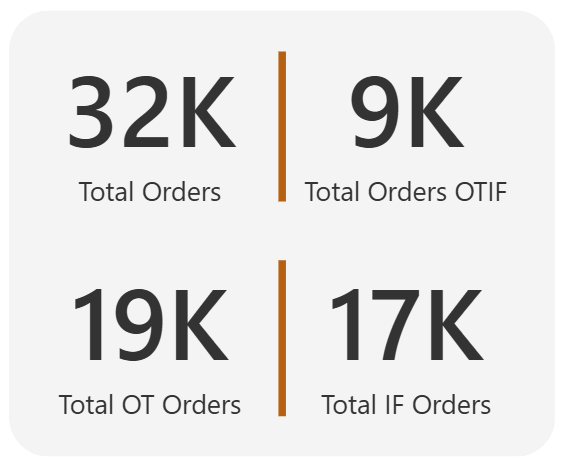 32K
Total Orders
9K
Total Orders OTIF
19K
Total OT Orders
17K
Total IF Orders